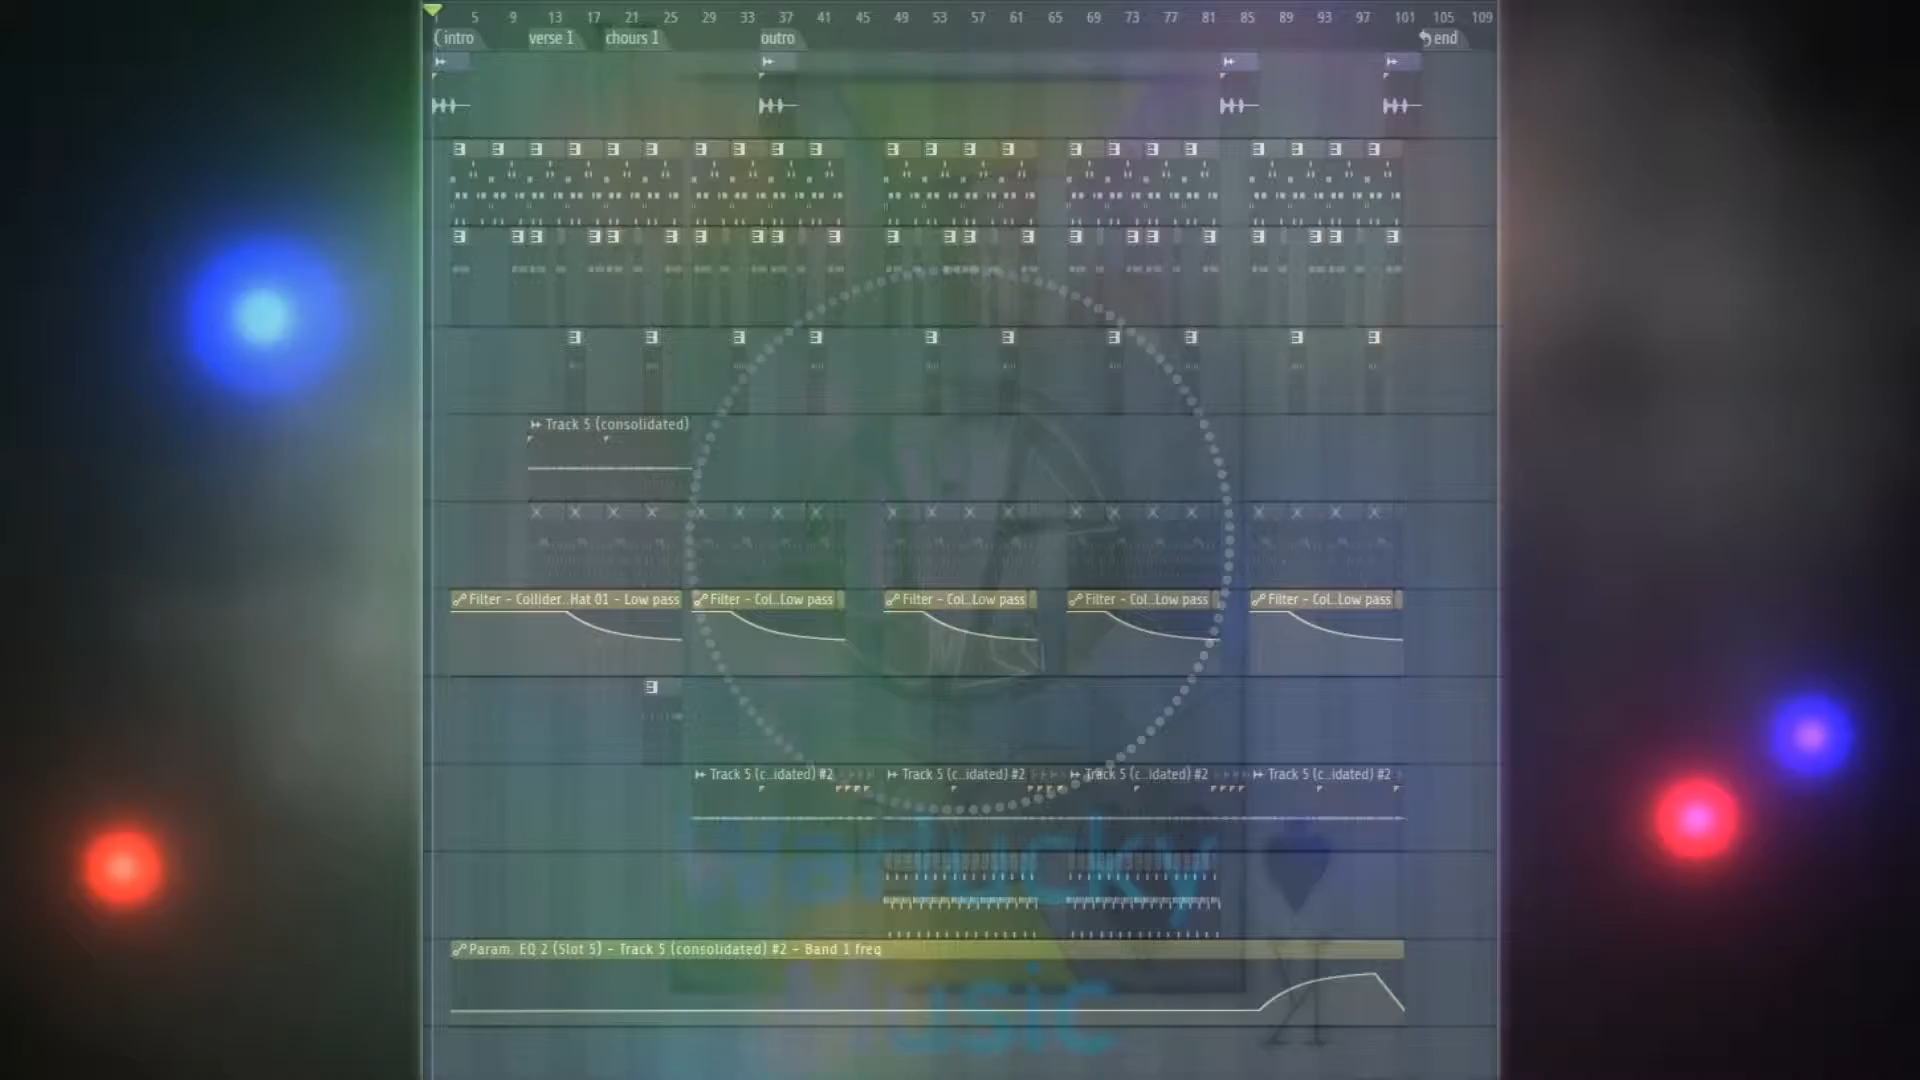 1 5 9 13 17 21 25 29 33 37 41 45 49 53 57 61 65 69 73 77 81 85 89 93 97 101 105 109
intro verse 1 chours 1 outro end
Track 5 (consolidated)
Filter - Collider..Hat 01 - Low pass Filter - Col..Low pass Filter - Col..Low pass Filter - Col..Low pass Filter - Col..Low pass
Track 5 (c..idated) #2 Track 5 (c..idated) #2 Track 5 (c..idated) #2 Track 5 (c..idated) #2
Param. EQ 2 (Slot 5) - Track 5 (consolidated) #2 - Band 1 freq
Music